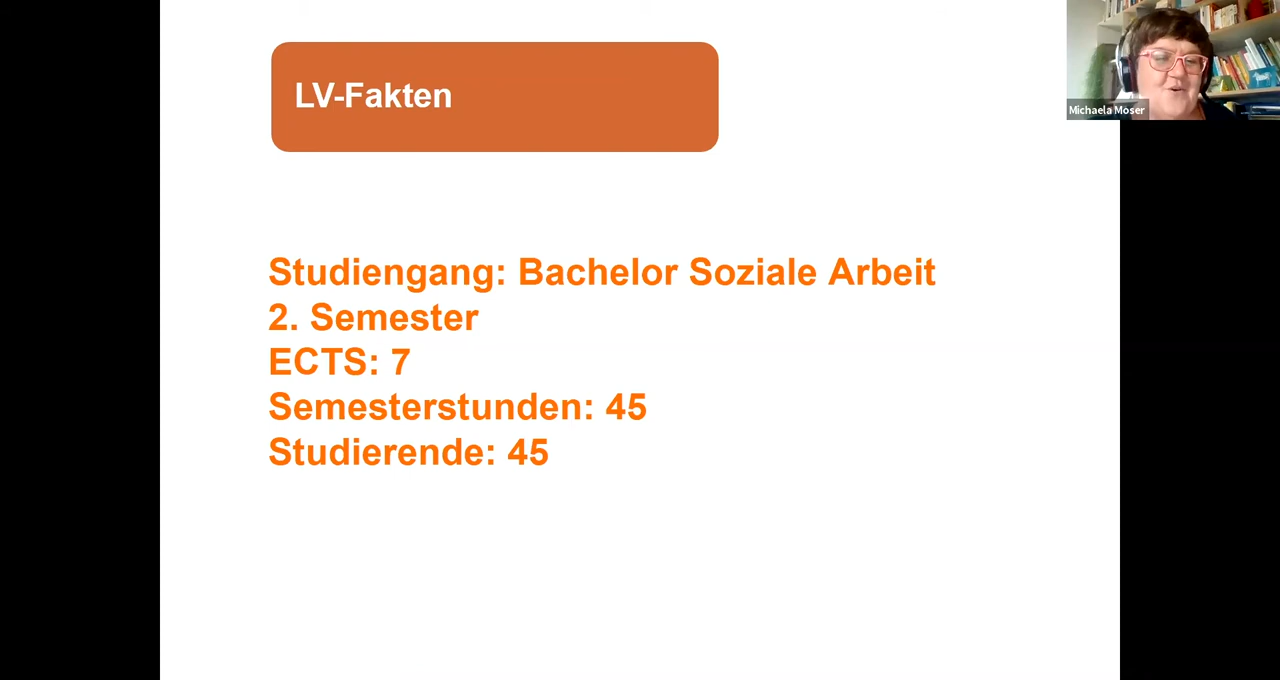 LV-Fakten
Michaela Moser
Studiengang: Bachelor Soziale Arbeit
2. Semester
ECTS: 7
Semesterstunden: 45
Studierende: 45